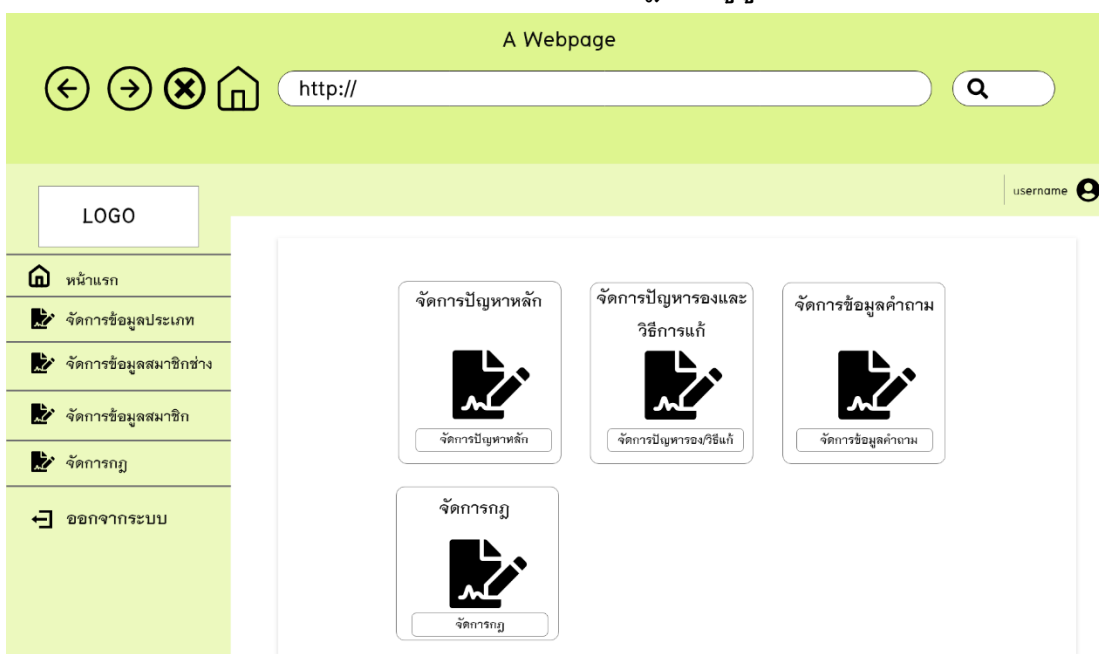 A Webpage
http://
username
LOGO
หน้าแรก
จัดการข้อมูลประเภท
จัดการข้อมูลสมาชิกช่าง
จัดการข้อมูลสมาชิก
จัดการกฎ
ออกจากระบบ
จัดการปัญหาหลัก
จัดการปัญหาหลัก
จัดการปัญหารองและ
วิธีการแก้
จัดการปัญหารอง/วิธีแก้
จัดการข้อมูลคำถาม
จัดการข้อมูลคำถาม
จัดการกฎ
จัดการกฎ